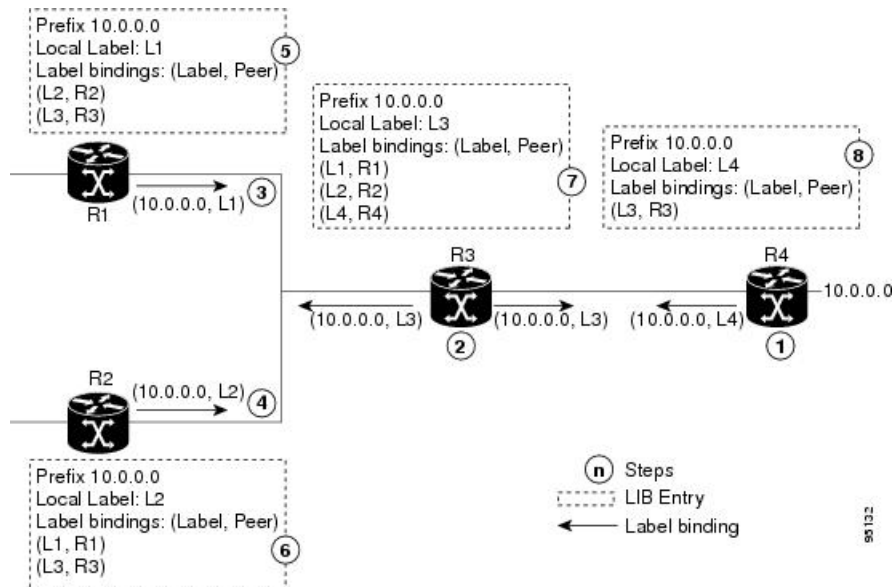 Prefix 10.0.0.0
Local Label: L1
Label bindings: (Label, Peer)
(L2, R2)
(L3, R3)
5
R1
(10.0.0.0, L1)
3
Prefix 10.0.0.0
Local Label: L3
Label bindings: (Label, Peer)
(L1, R1)
(L2, R2)
(L4, R4)
7
Prefix 10.0.0.0
Local Label: L4
Label bindings: (Label, Peer)
(L3, R3)
8
R3
R4
10.0.0.0
(10.0.0.0, L3)
(10.0.0.0, L3)
(10.0.0.0, L4)
2
1
R2
(10.0.0.0, L2)
4
Prefix 10.0.0.0
Local Label: L2
Label bindings: (Label, Peer)
(L1, R1)
(L3, R3)
6
n Steps
LIB Entry
Label binding
95132